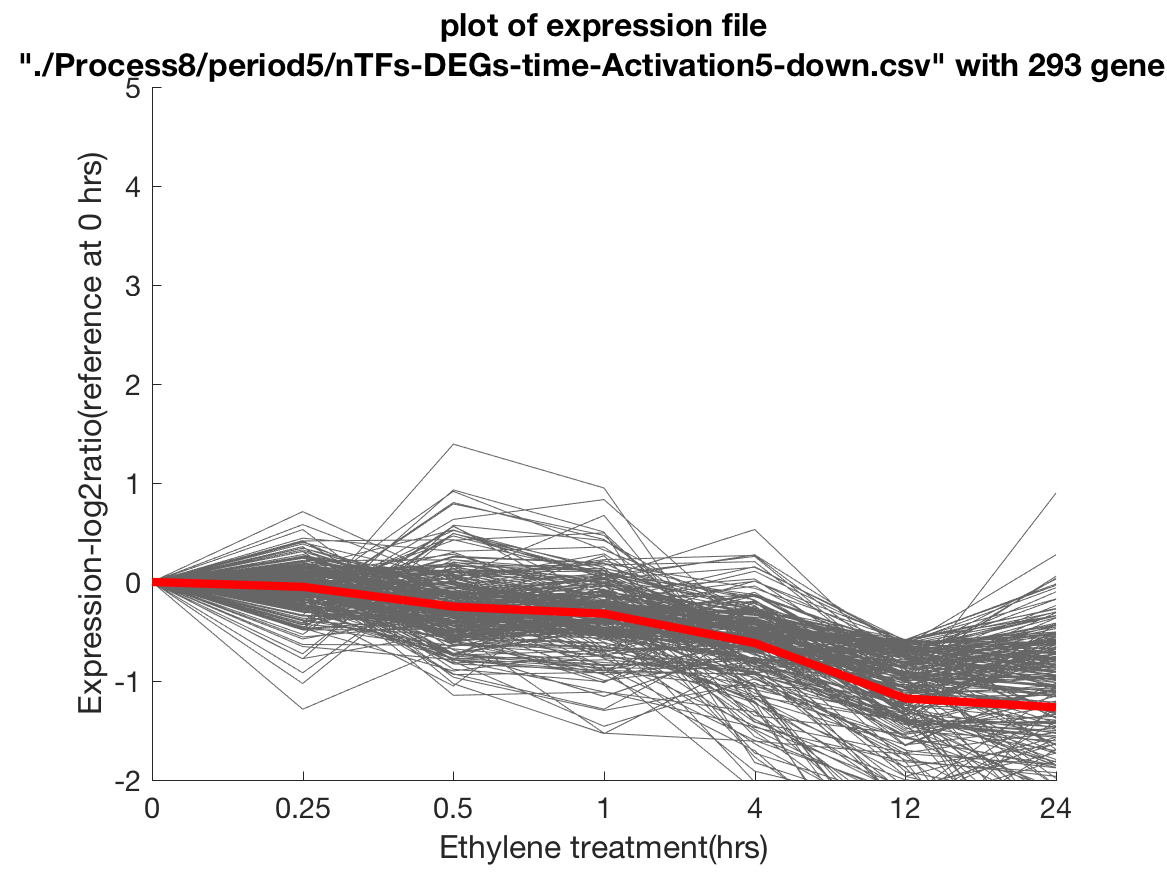 plot of expression file
"./Process8/period5/nTFs-DEGs-time-Activation5-down.csv" with 293 gene
Expression-log2ratio(reference at 0 hrs)
5
4
3
2
1
0
-1
-2
0 0.25 0.5 1 4 12 24
Ethylene treatment(hrs)